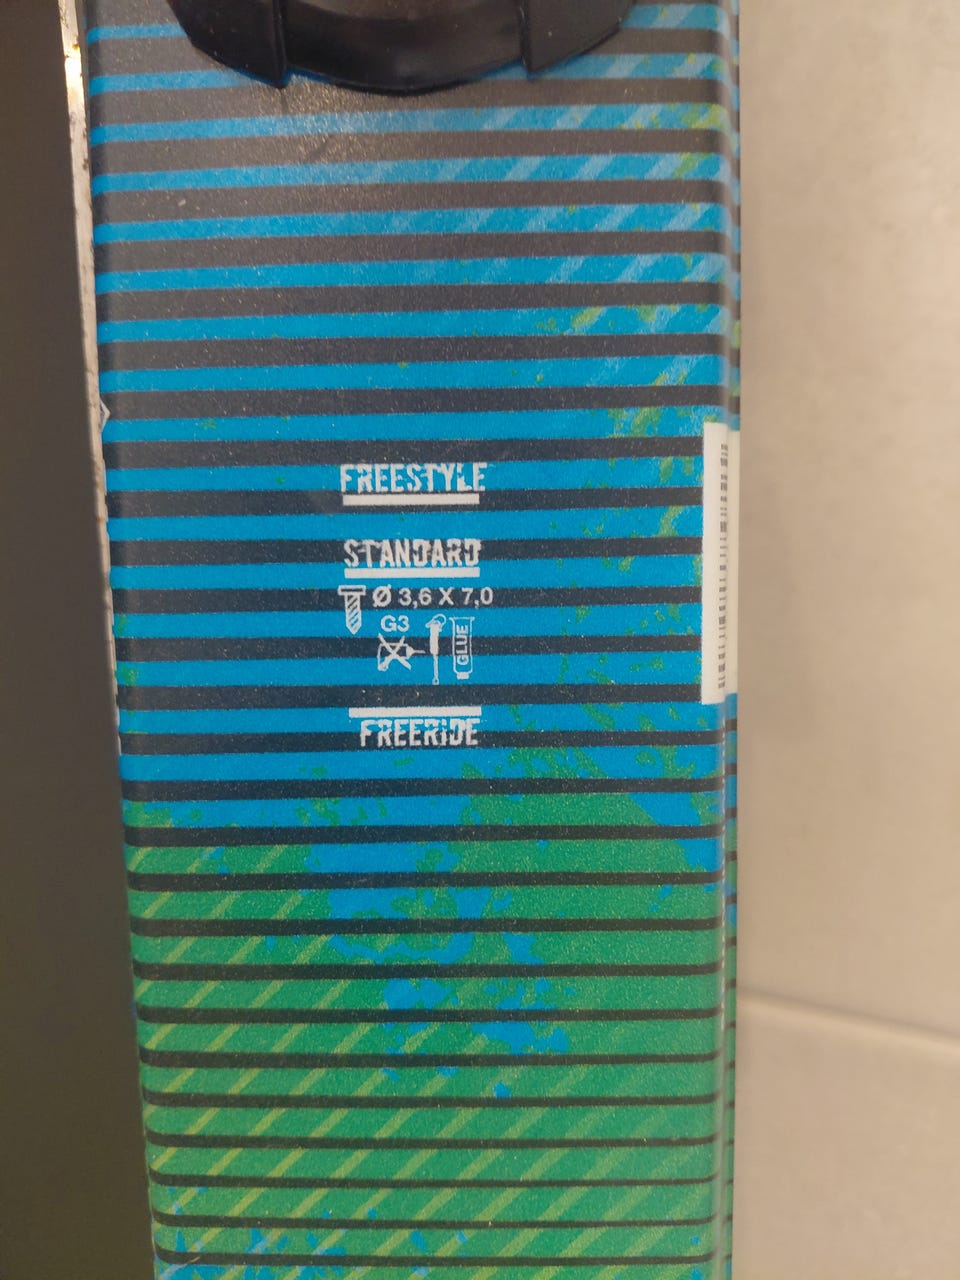 FREESTYLE
STANDARD
Ø 3,6 X 7,0
G3
GLUE
FREERIDE